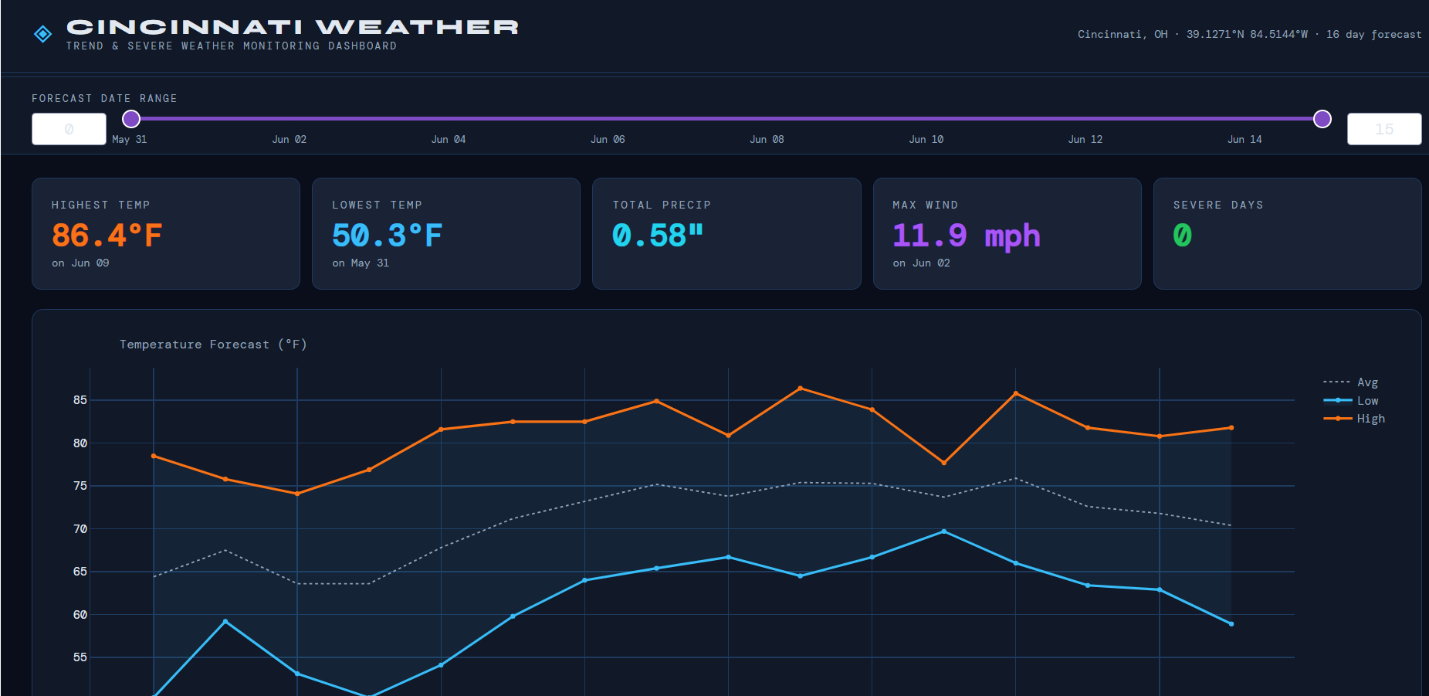 CINCINNATI WEATHER
TREND & SEVERE WEATHER MONITORING DASHBOARD
Cincinnati, OH · 39.1271°N 84.5144°W · 16 day forecast
FORECAST DATE RANGE
0
15
May 31 Jun 02 Jun 04 Jun 06 Jun 08 Jun 10 Jun 12 Jun 14
HIGHEST TEMP
86.4°F
on Jun 09
LOWEST TEMP
50.3°F
on May 31
TOTAL PRECIP
0.58"
MAX WIND
11.9 mph
on Jun 02
SEVERE DAYS
0
Temperature Forecast (°F)
Avg
Low
High
85
80
75
70
65
60
55